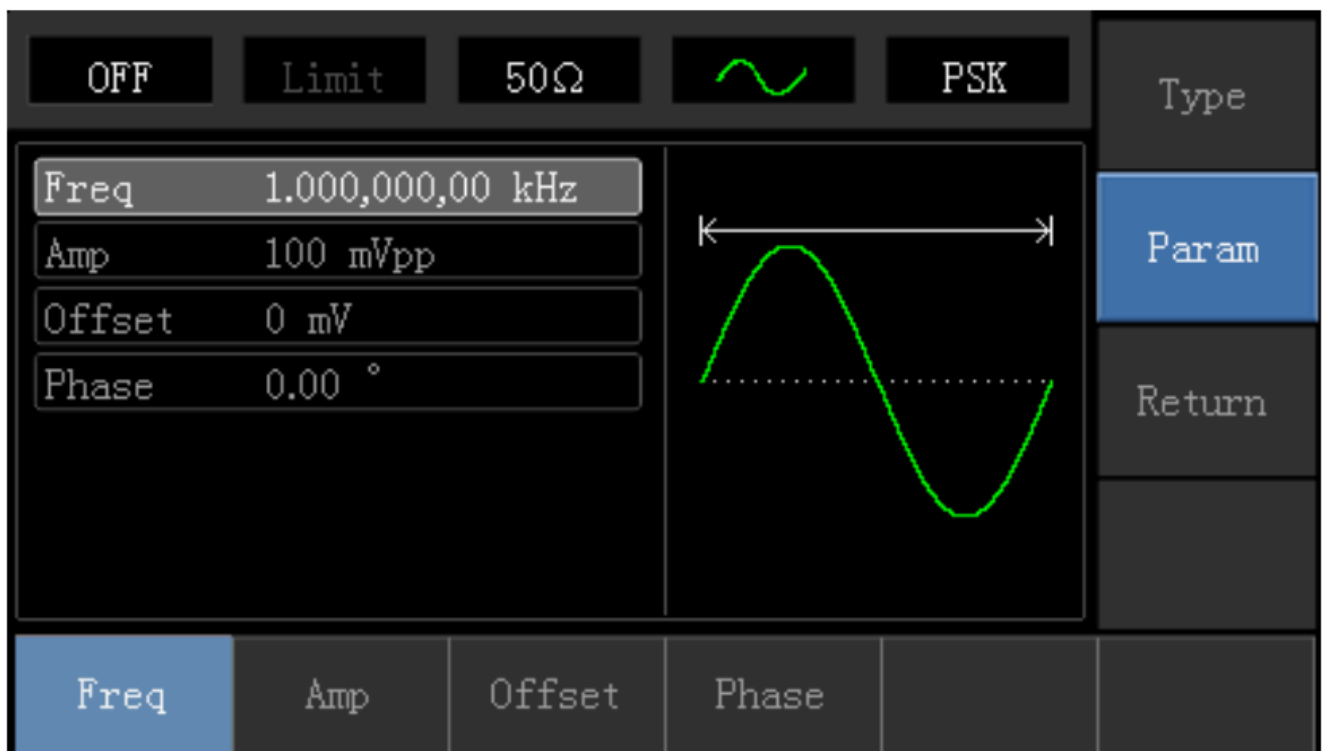 OFF Limit 50Ω PSK
Type
Freq 1.000,000,00 kHz
Amp 100 mVpp
Offset 0 mV
Phase 0.00 °
Param
Return
Freq Amp Offset Phase